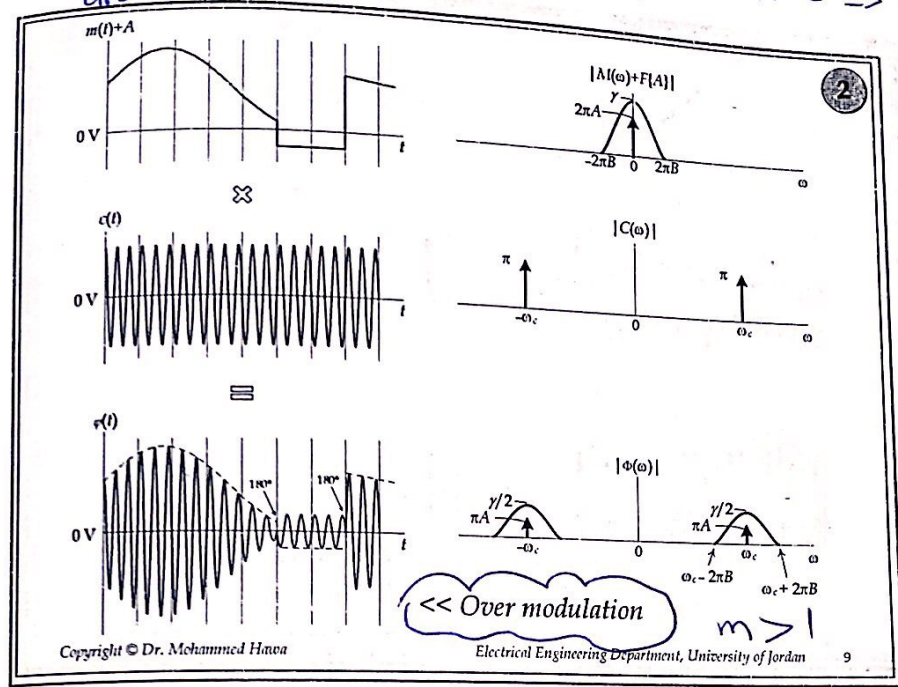 m(t)+A
0 V
t
|M(ω)+F{A}|
γ
2πA
-2πB 0 2πB
ω
2
×
c(t)
0 V
t
|C(ω)|
π π
-ω_c 0 ω_c
ω
=
φ(t)
180° 180°
0 V
t
|Φ(ω)|
γ/2 γ/2
πA πA
-ω_c 0 ω_c
ω
ω_c- 2πB
ω_c+ 2πB
<< Over modulation
m > 1
Copyright © Dr. Mohammed Hawa
Electrical Engineering Department, University of Jordan 9